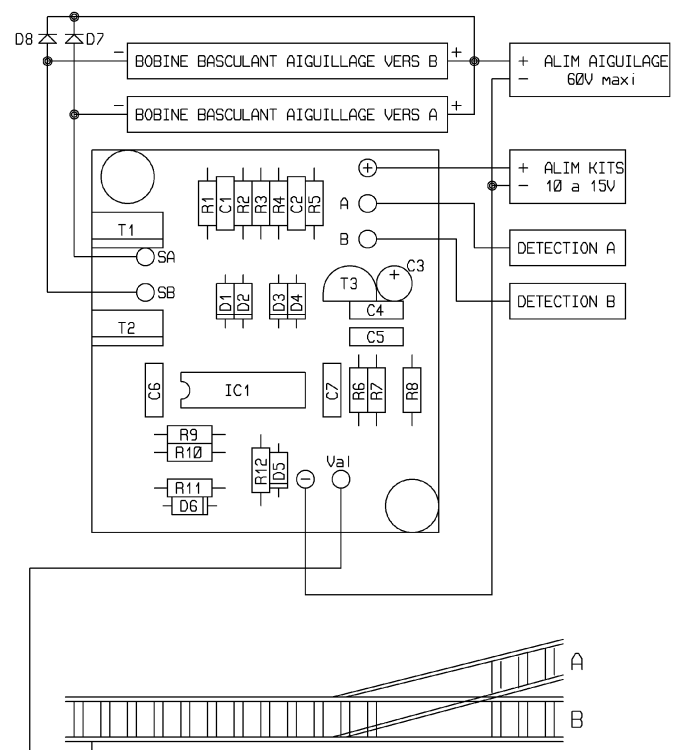 D8 D7
- BOBINE BASCULANT AIGUILLAGE VERS B +
+ ALIM AIGUILAGE
- 60V maxi
- BOBINE BASCULANT AIGUILLAGE VERS A +
+
+ ALIM KITS
- 10 a 15V
R1 C1 R2 R3 R4 C2 R5
A
B
T1
SA
DETECTION A
SB
DETECTION B
T3 + C3
D1 D2 D3 D4
C4
T2
C5
C6 IC1 C7 R6 R7 R8
R9
R10
R12 D5 - Val
R11
D6
A
B